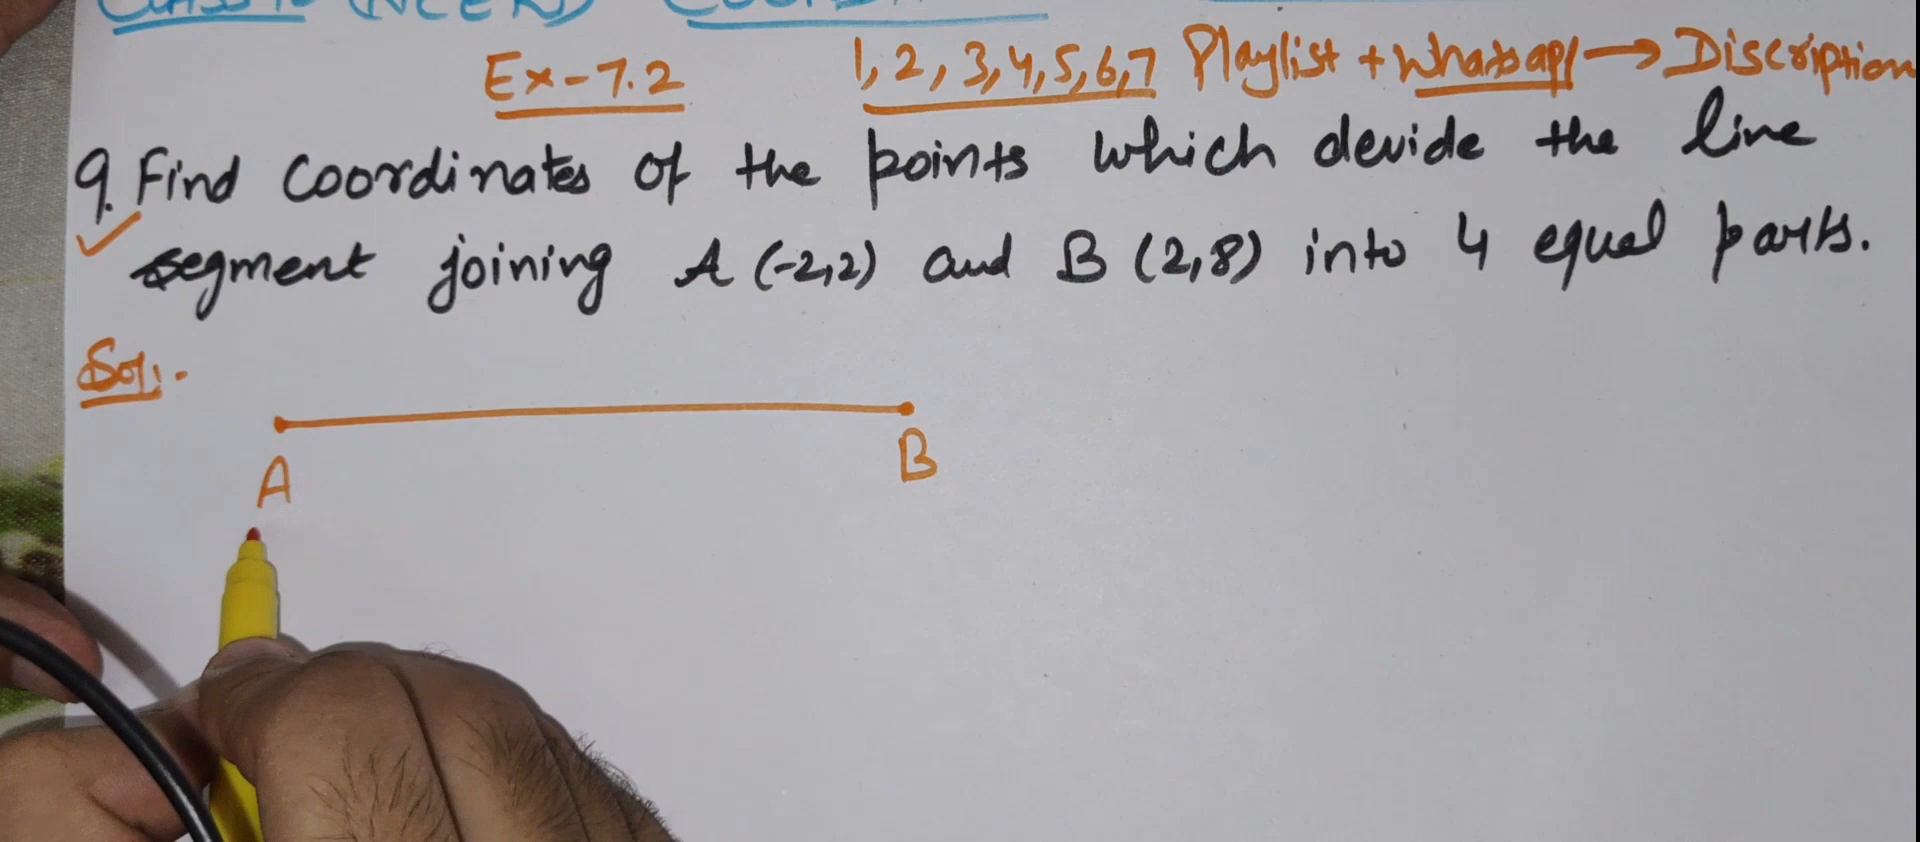 Ex-7.2 1,2,3,4,5,6,7 Playlist + Whatsapp → Discription
9. Find Coordinates of the points which devide the line
segment joining A (-2,2) and B (2,8) into 4 equal parts.
Sol:-
A B